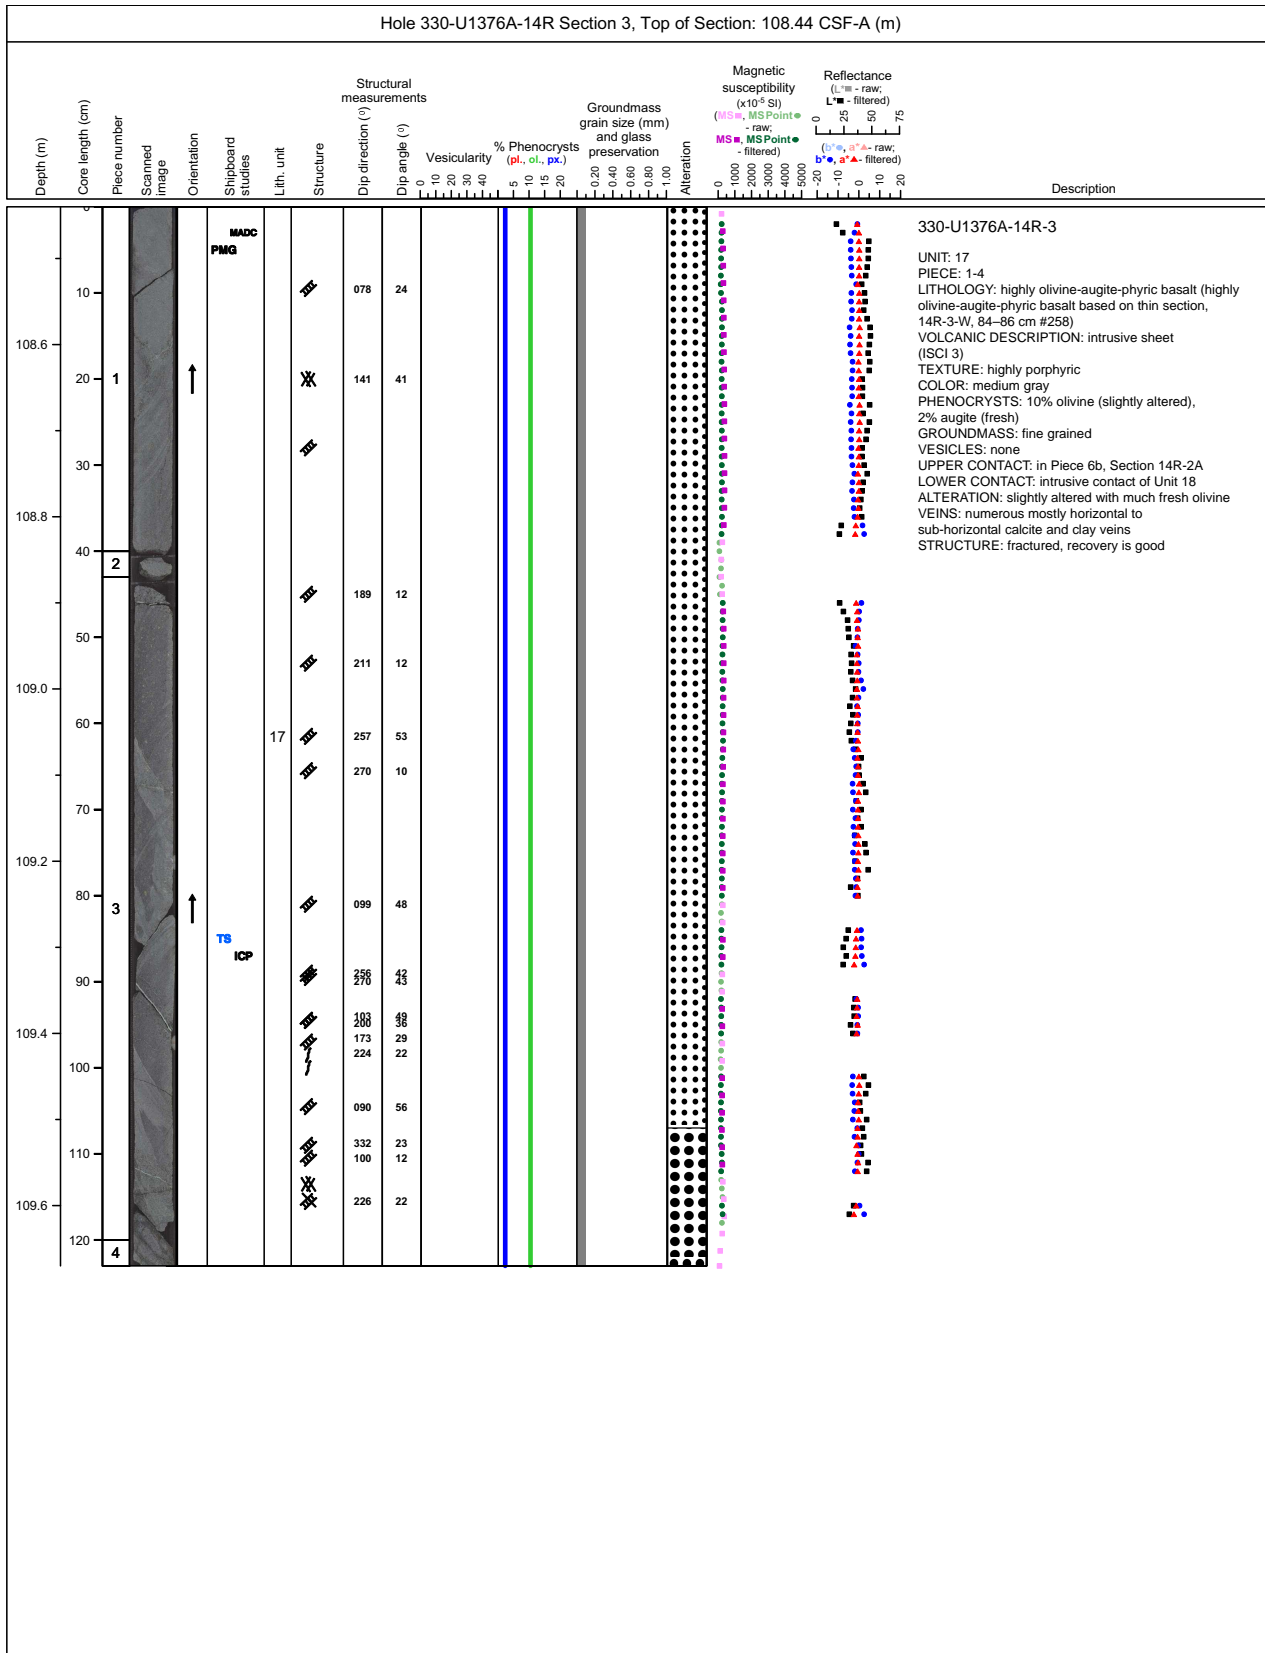 Hole 330-U1376A-14R Section 3, Top of Section: 108.44 CSF-A (m)
Depth (m)
Core length (cm)
Piece number
Scanned image
Orientation
Shipboard studies
Lith. unit
Structure
Structural measurements
Dip direction (°)
Dip angle (°)
Vesicularity
0 10 20 30 40
% Phenocrysts
(pl., ol., px.)
5 10 15 20
Groundmass
grain size (mm)
and glass
preservation
0.20 0.40 0.60 0.80 1.00
Alteration
Magnetic
susceptibility
(x10⁻⁵ SI)
(MS■, MSPoint●
- raw;
MS■, MSPoint●
- filtered)
0 1000 2000 3000 4000 5000
Reflectance
(L*■ - raw;
L*■ - filtered)
0 25 50 75
(b*●, a*▲- raw;
b*●, a*▲- filtered)
-20 -10 0 10 20
Description
0
10
20
30
40
50
60
70
80
90
100
110
120
108.6
108.8
109.0
109.2
109.4
109.6
1
2
3
4
MADC
PMG
TS
ICP
17
078 24
141 41
189 12
211 12
257 53
270 10
099 48
256 42
270 43
103 49
200 36
173 29
224 22
090 56
332 23
100 12
226 22
330-U1376A-14R-3
UNIT: 17
PIECE: 1-4
LITHOLOGY: highly olivine-augite-phyric basalt (highly
olivine-augite-phyric basalt based on thin section,
14R-3-W, 84–86 cm #258)
VOLCANIC DESCRIPTION: intrusive sheet
(ISCI 3)
TEXTURE: highly porphyric
COLOR: medium gray
PHENOCRYSTS: 10% olivine (slightly altered),
2% augite (fresh)
GROUNDMASS: fine grained
VESICLES: none
UPPER CONTACT: in Piece 6b, Section 14R-2A
LOWER CONTACT: intrusive contact of Unit 18
ALTERATION: slightly altered with much fresh olivine
VEINS: numerous mostly horizontal to
sub-horizontal calcite and clay veins
STRUCTURE: fractured, recovery is good